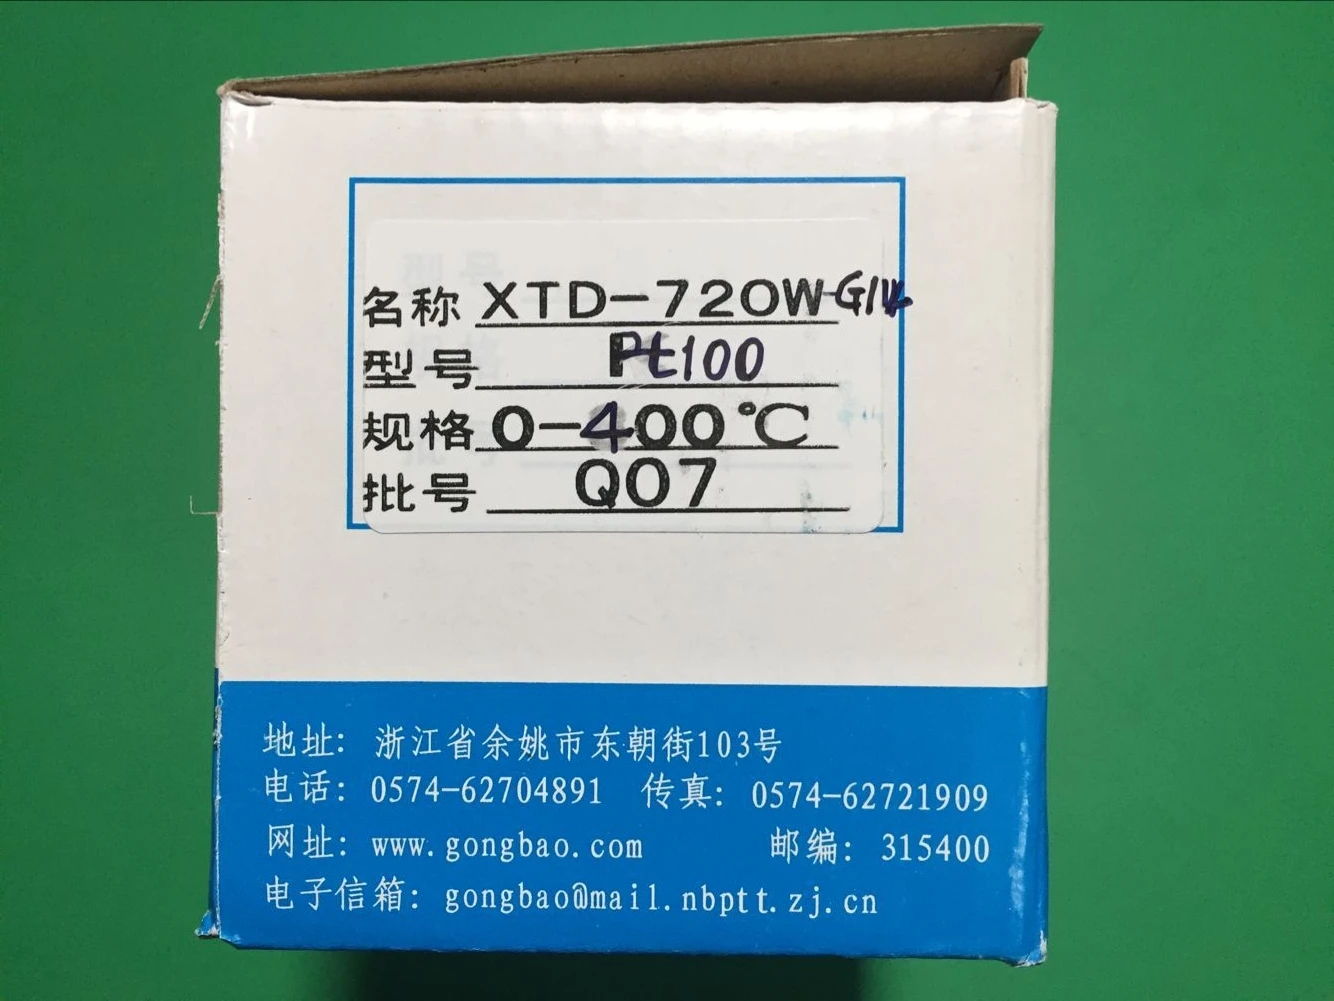 名称 XTD-720W-G/W
型号 Pt100
规格 0-400℃
批号 Q07
地址: 浙江省余姚市东朝街103号
电话: 0574-62704891 传真: 0574-62721909
网址: www.gongbao.com 邮编: 315400
电子信箱: gongbao@mail.nbptt.zj.cn